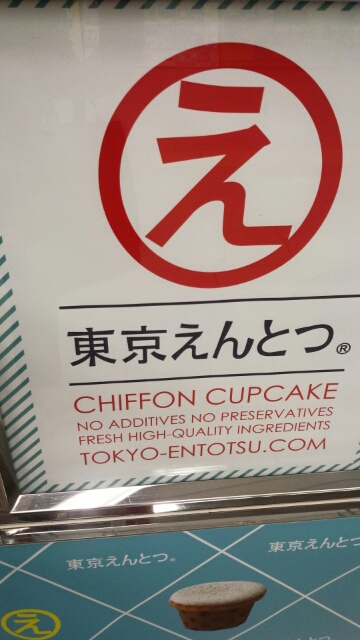 え
東京えんとつ®
CHIFFON CUPCAKE
NO ADDITIVES NO PRESERVATIVES
FRESH HIGH-QUALITY INGREDIENTS
TOKYO-ENTOTSU.COM
東京えんとつ®
東京えんとつ
え